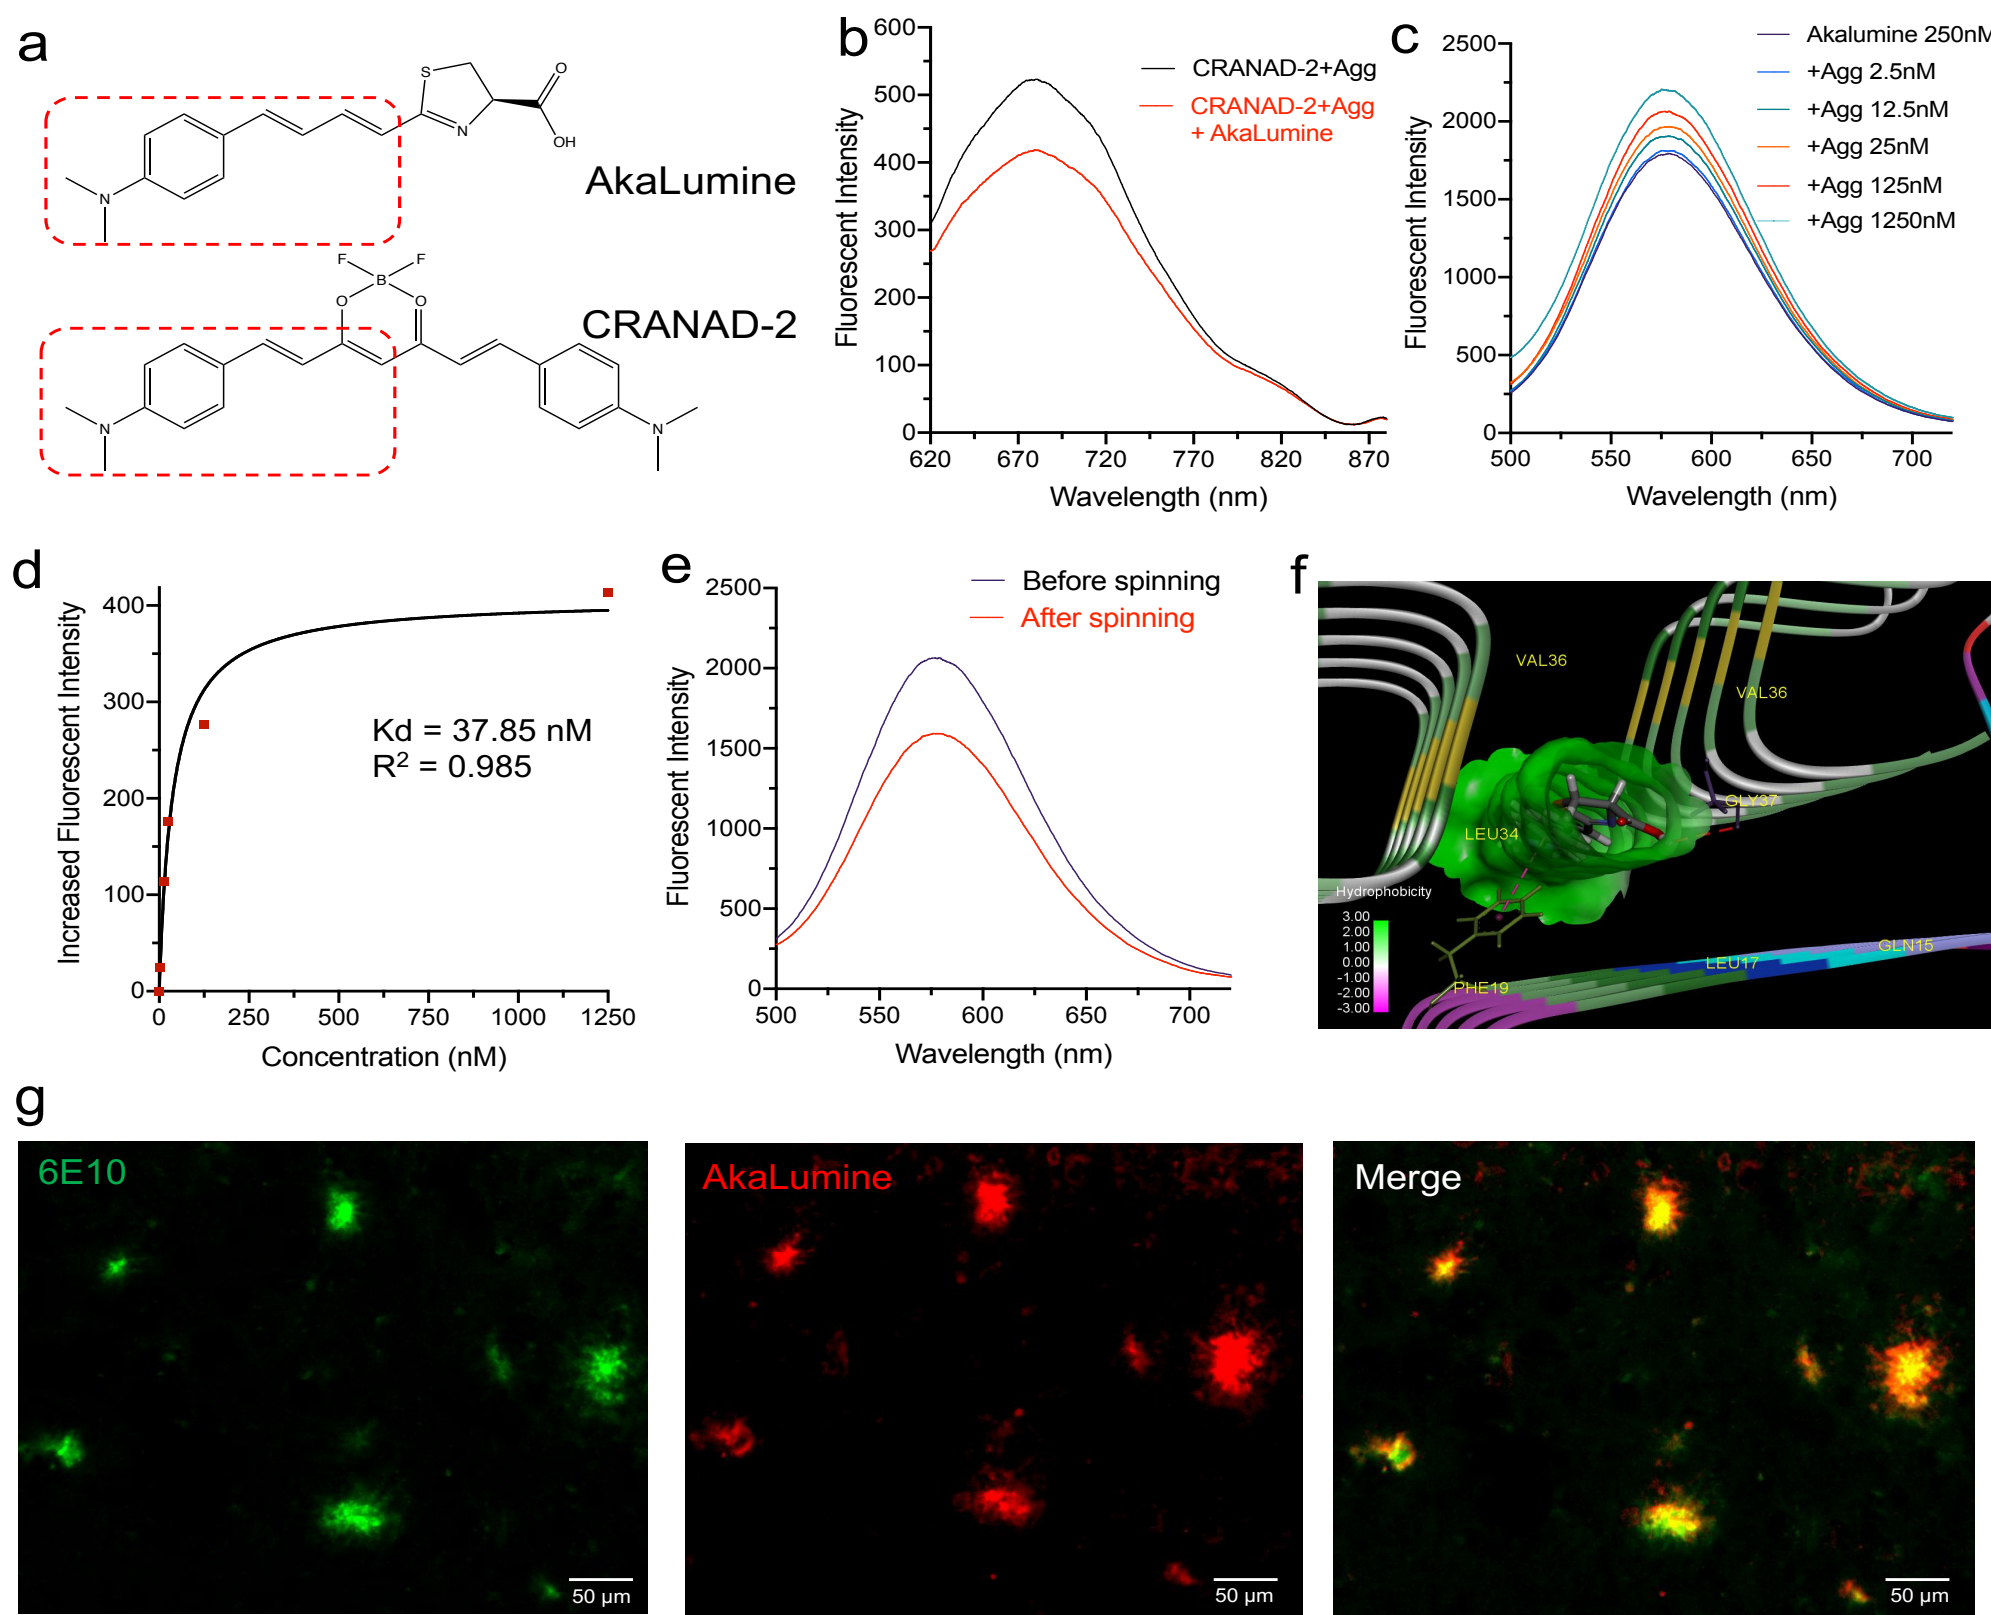 a
S
O
N
OH
N
AkaLumine
F
F
B
O
O
CRANAD-2
N
N
b
600
500
400
300
200
100
0
620
670
720
770
820
870
Fluorescent Intensity
Wavelength (nm)
CRANAD-2+Agg
CRANAD-2+Agg
+ AkaLumine
c
2500
2000
1500
1000
500
0
500
550
600
650
700
Fluorescent Intensity
Wavelength (nm)
Akalumine 250nM
+Agg 2.5nM
+Agg 12.5nM
+Agg 25nM
+Agg 125nM
+Agg 1250nM
d
400
300
200
100
0
0
250
500
750
1000
1250
Increased Fluorescent Intensity
Concentration (nM)
Kd = 37.85 nM
R² = 0.985
e
2500
2000
1500
1000
500
0
500
550
600
650
700
Fluorescent Intensity
Wavelength (nm)
Before spinning
After spinning
f
VAL36
VAL36
GLY37
LEU34
Hydrophobicity
3.00
2.00
1.00
0.00
-1.00
-2.00
-3.00
GLN15
LEU17
PHE19
g
6E10
50 µm
AkaLumine
50 µm
Merge
50 µm